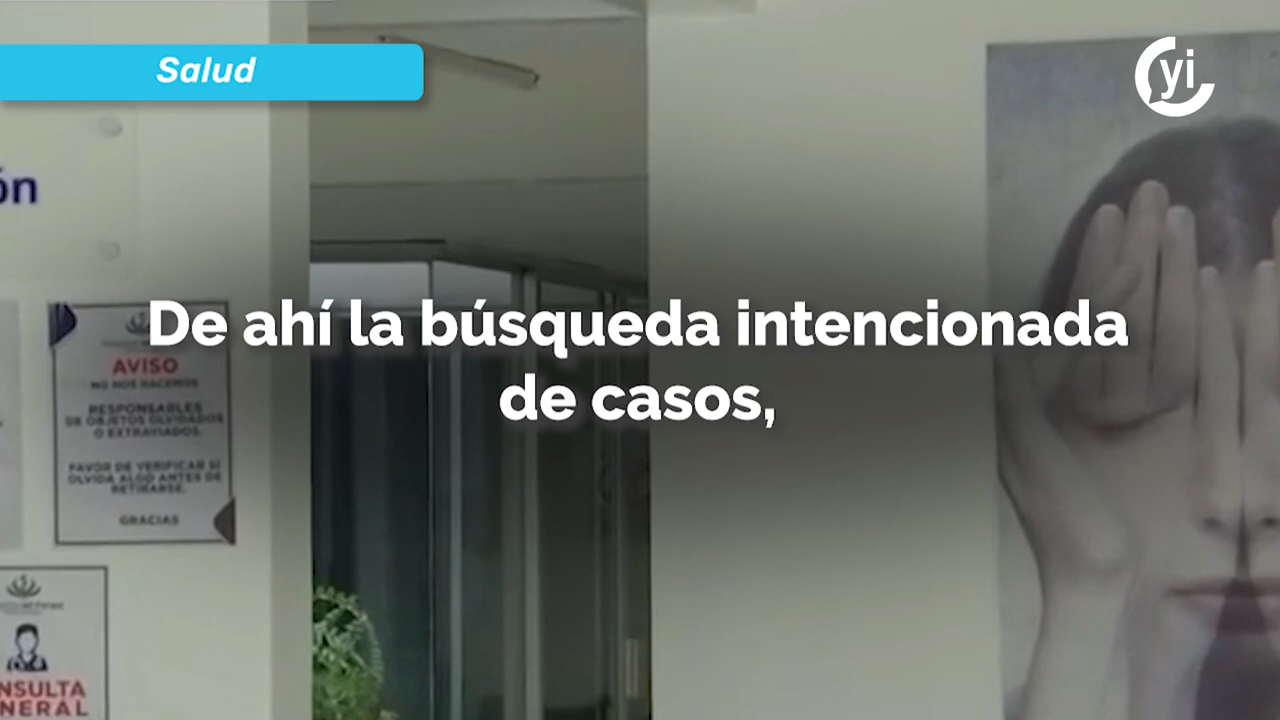 Salud
yi
ón
De ahí la búsqueda intencionada
de casos,
AVISO
NO NOS HACEMOS
RESPONSABLES
DE OBJETOS OLVIDADOS
O EXTRAVIADOS.
FAVOR DE VERIFICAR SI
OLVIDA ALGO ANTES DE
RETIRARSE.
GRACIAS
NSULTA
NERAL